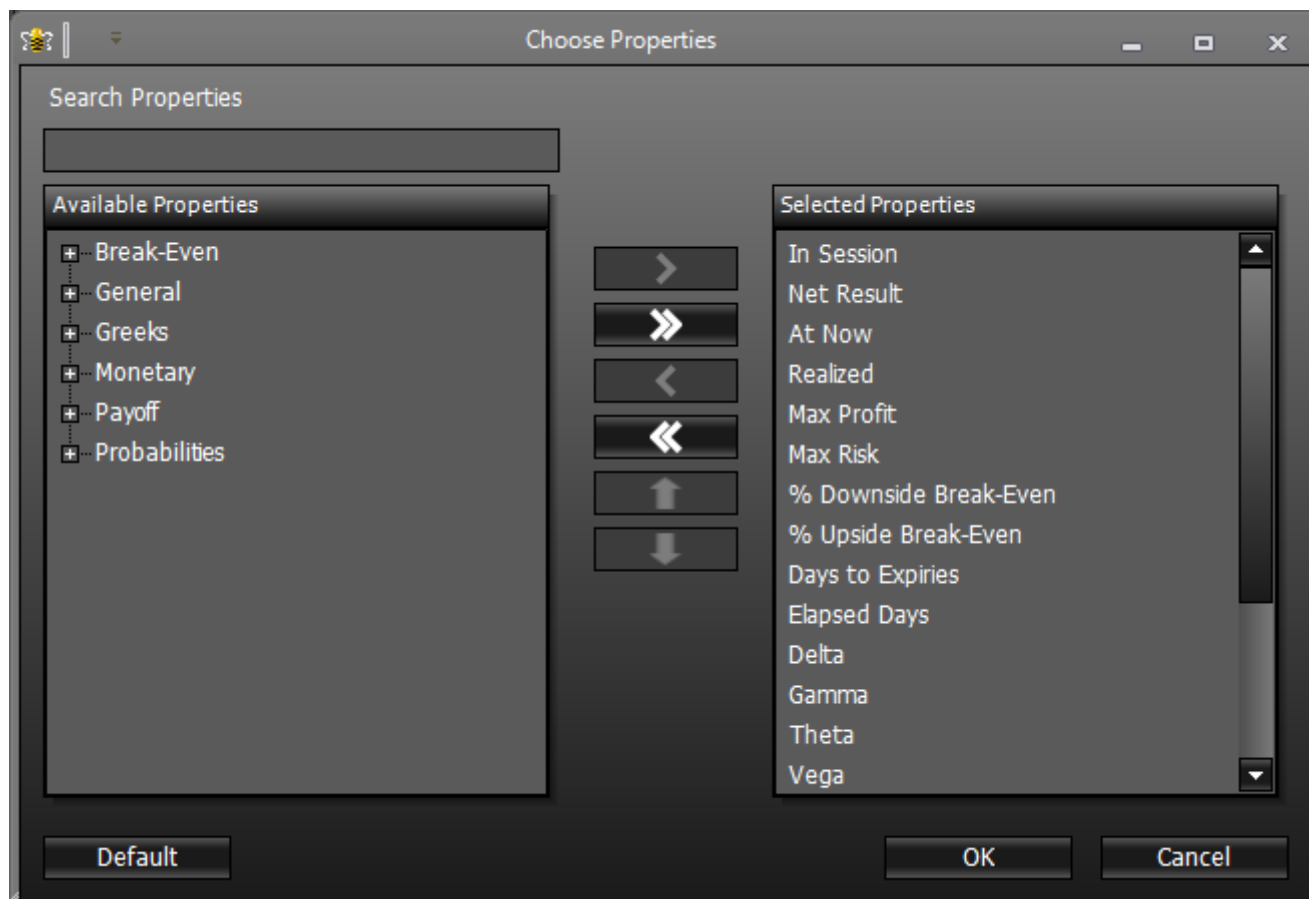 Choose Properties
Search Properties
Available Properties
Break-Even
General
Greeks
Monetary
Payoff
Probabilities
Selected Properties
In Session
Net Result
At Now
Realized
Max Profit
Max Risk
% Downside Break-Even
% Upside Break-Even
Days to Expiries
Elapsed Days
Delta
Gamma
Theta
Vega
Default
OK
Cancel